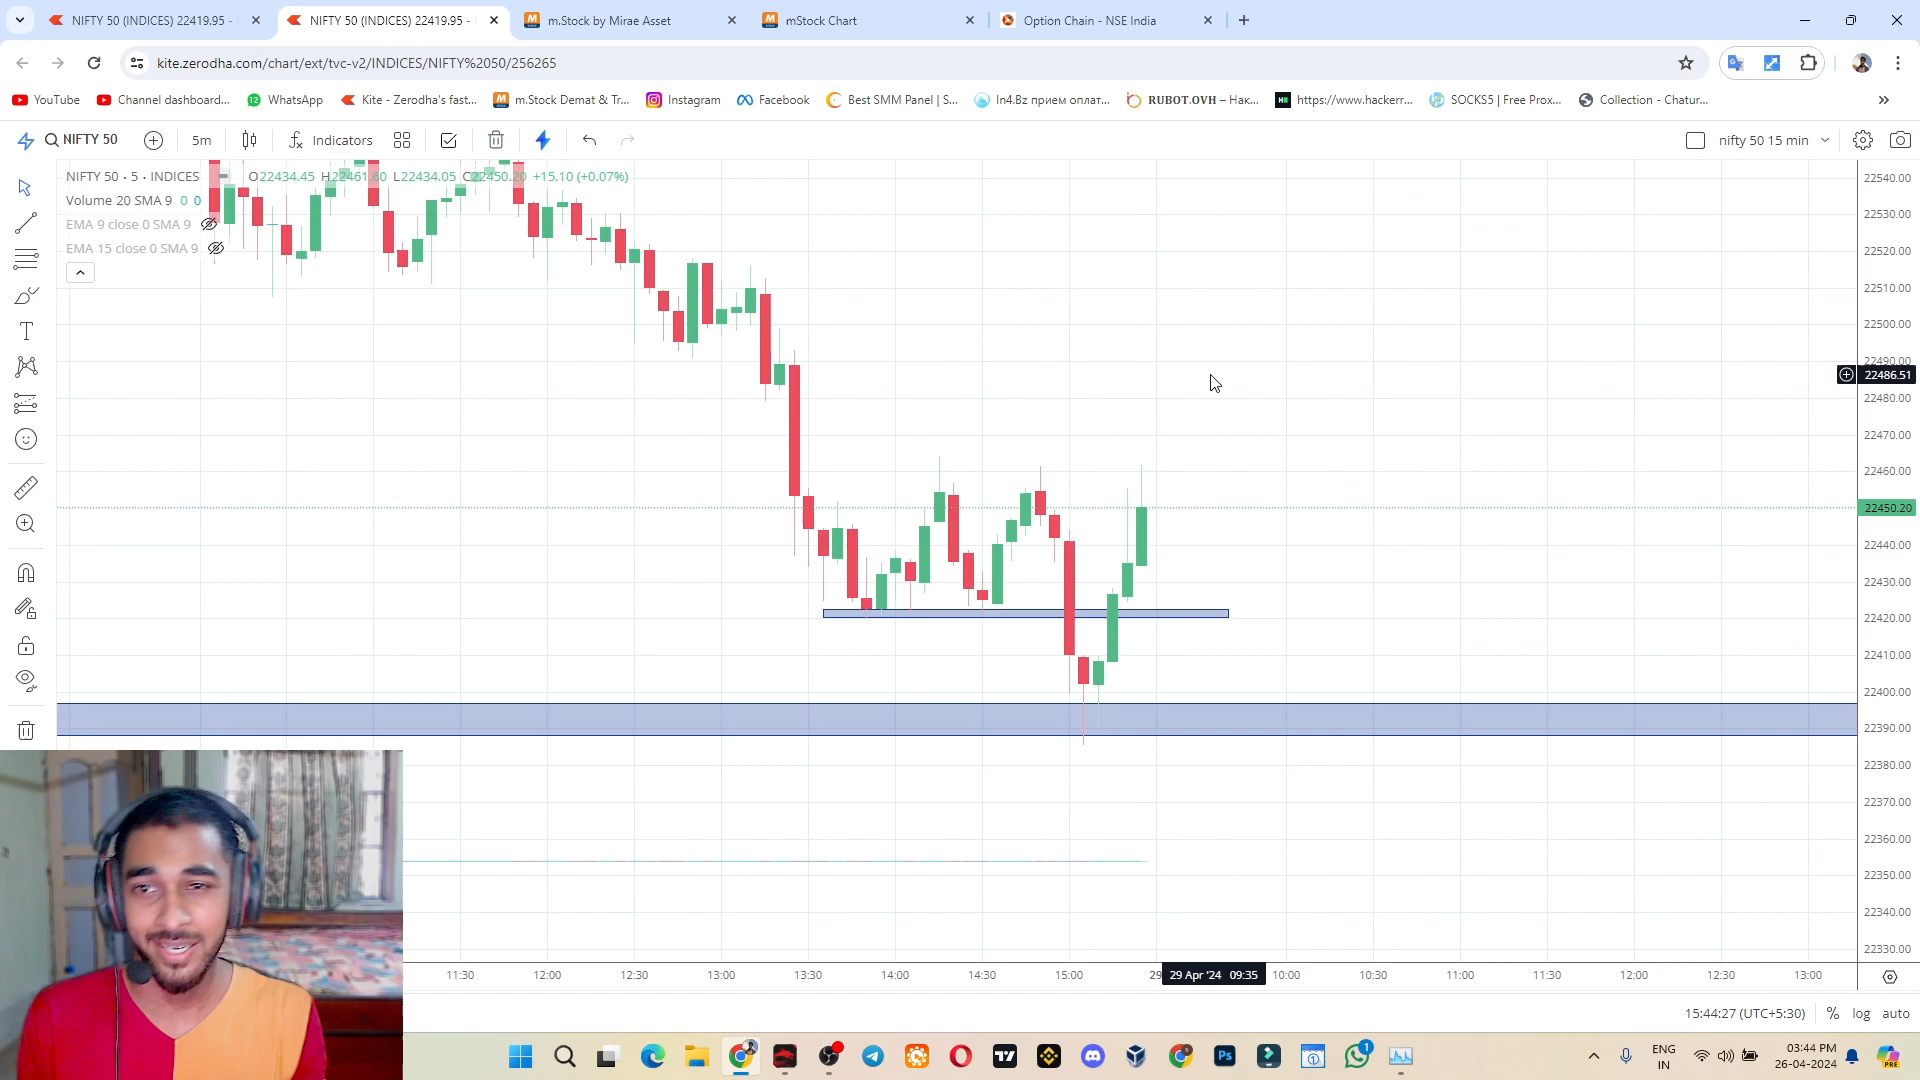 NIFTY 50 (INDICES) 22419.95 -
NIFTY 50 (INDICES) 22419.95 -
m.Stock by Mirae Asset
mStock Chart
Option Chain - NSE India
kite.zerodha.com/chart/ext/tvc-v2/INDICES/NIFTY%2050/256265
YouTube
Channel dashboard...
WhatsApp
Kite - Zerodha's fast...
m.Stock Demat & Tr...
Instagram
Facebook
Best SMM Panel | S...
In4.Bz прием оплат...
RUBOT.OVH – Нак...
https://www.hackerr...
SOCKS5 | Free Prox...
Collection - Chatur...
NIFTY 50
5m
Indicators
nifty 50 15 min
NIFTY 50 · 5 · INDICES
O22434.45 H22461.60 L22434.05 C22450.20 +15.10 (+0.07%)
Volume 20 SMA 9 0 0
EMA 9 close 0 SMA 9
EMA 15 close 0 SMA 9
22540.00
22530.00
22520.00
22510.00
22500.00
22490.00
22486.51
22480.00
22470.00
22460.00
22450.20
22440.00
22430.00
22420.00
22410.00
22400.00
22390.00
22380.00
22370.00
22360.00
22350.00
22340.00
22330.00
11:30
12:00
12:30
13:00
13:30
14:00
14:30
15:00
29
29 Apr '24 09:35
10:00
10:30
11:00
11:30
12:00
12:30
13:00
15:44:27 (UTC+5:30)
%
log
auto
ENG
IN
03:44 PM
26-04-2024